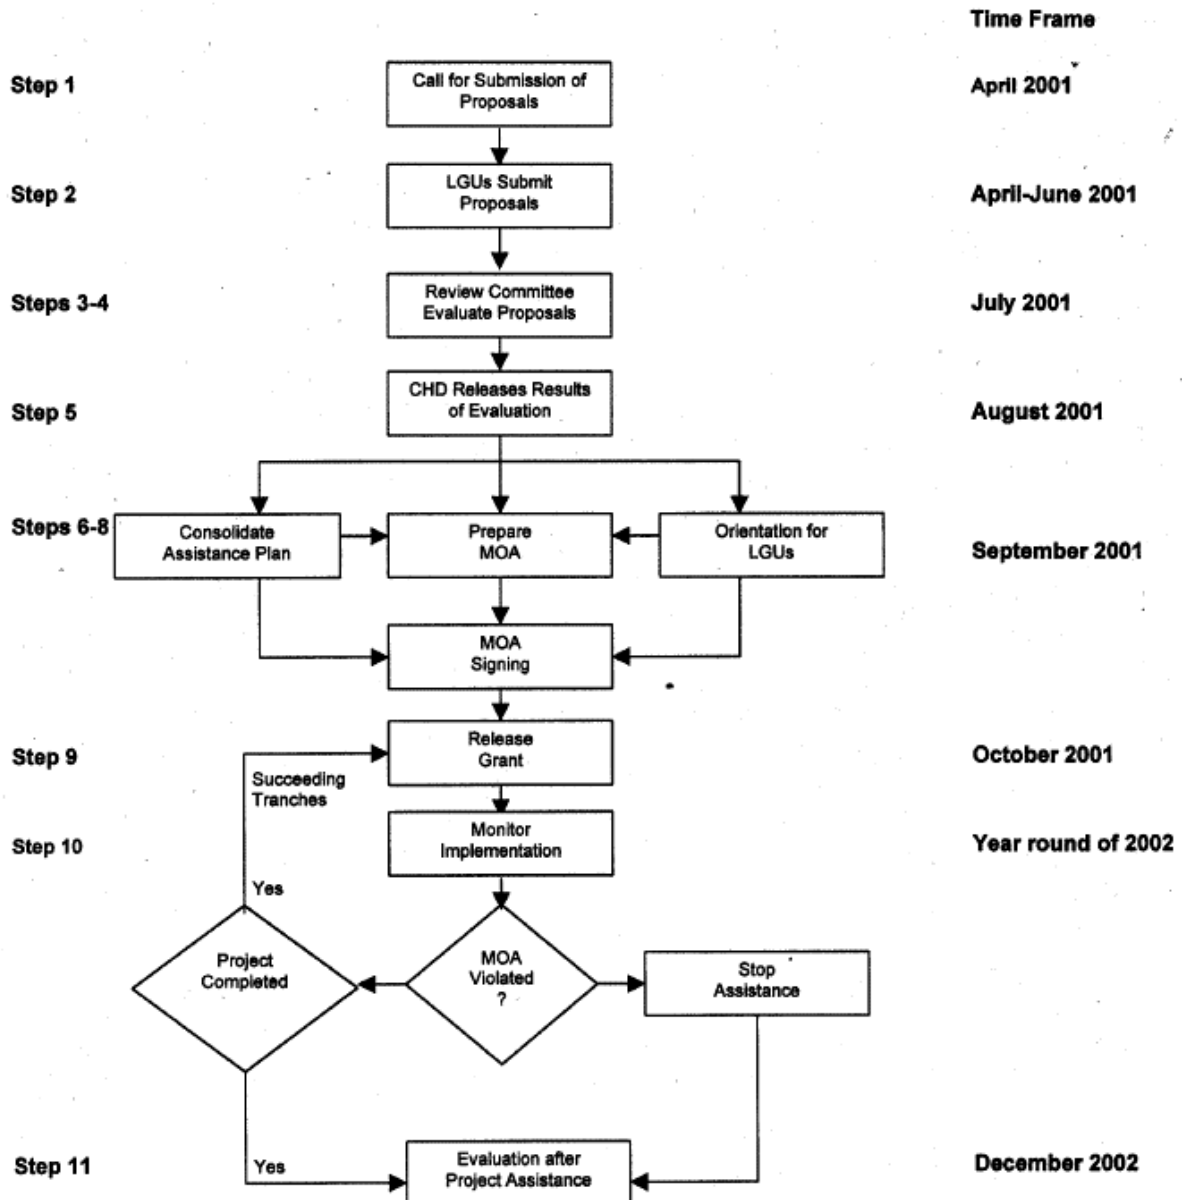 Time Frame
Step 1
Call for Submission of
Proposals
April 2001
Step 2
LGUs Submit
Proposals
April-June 2001
Steps 3-4
Review Committee
Evaluate Proposals
July 2001
Step 5
CHD Releases Results
of Evaluation
August 2001
Steps 6-8
Consolidate
Assistance Plan
Prepare
MOA
Orientation for
LGUs
September 2001
MOA
Signing
Step 9
Release
Grant
October 2001
Succeeding
Tranches
Step 10
Monitor
Implementation
Year round of 2002
Yes
Project
Completed
MOA
Violated
?
Stop
Assistance
Step 11
Yes
Evaluation after
Project Assistance
December 2002